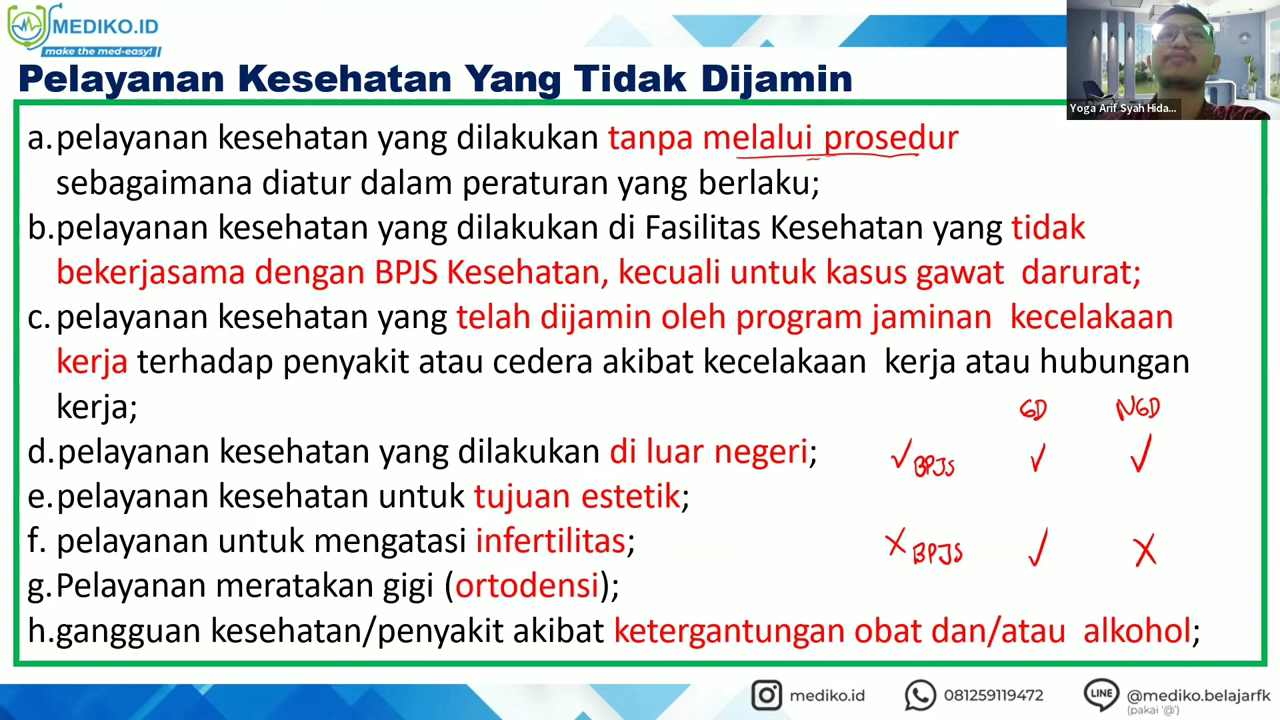 MEDIKO.ID
make the med-easy!
Pelayanan Kesehatan Yang Tidak Dijamin
Yoga Arif Syah Hida...
a. pelayanan kesehatan yang dilakukan tanpa melalui prosedur
sebagaimana diatur dalam peraturan yang berlaku;
b. pelayanan kesehatan yang dilakukan di Fasilitas Kesehatan yang tidak
bekerjasama dengan BPJS Kesehatan, kecuali untuk kasus gawat darurat;
c. pelayanan kesehatan yang telah dijamin oleh program jaminan kecelakaan
kerja terhadap penyakit atau cedera akibat kecelakaan kerja atau hubungan
kerja;
GD NGD
d. pelayanan kesehatan yang dilakukan di luar negeri;
✓ BPJS ✓ ✓
e. pelayanan kesehatan untuk tujuan estetik;
f. pelayanan untuk mengatasi infertilitas;
X BPJS ✓ X
g. Pelayanan meratakan gigi (ortodensi);
h. gangguan kesehatan/penyakit akibat ketergantungan obat dan/atau alkohol;
mediko.id
081259119472
LINE
@mediko.belajarfk
(pakai '@')